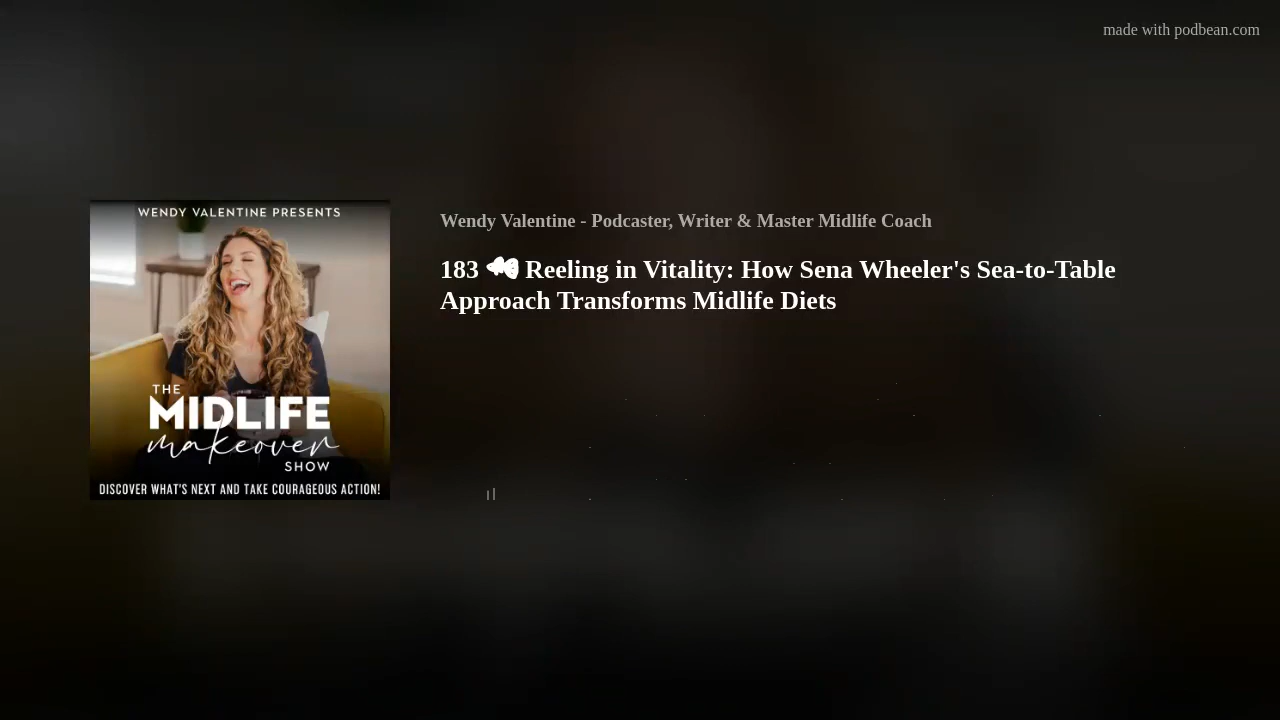 made with podbean.com
WENDY VALENTINE PRESENTS
THE
MIDLIFE
makeover
SHOW
DISCOVER WHAT'S NEXT AND TAKE COURAGEOUS ACTION!
Wendy Valentine - Podcaster, Writer & Master Midlife Coach
183 🐟 Reeling in Vitality: How Sena Wheeler's Sea-to-Table
Approach Transforms Midlife Diets